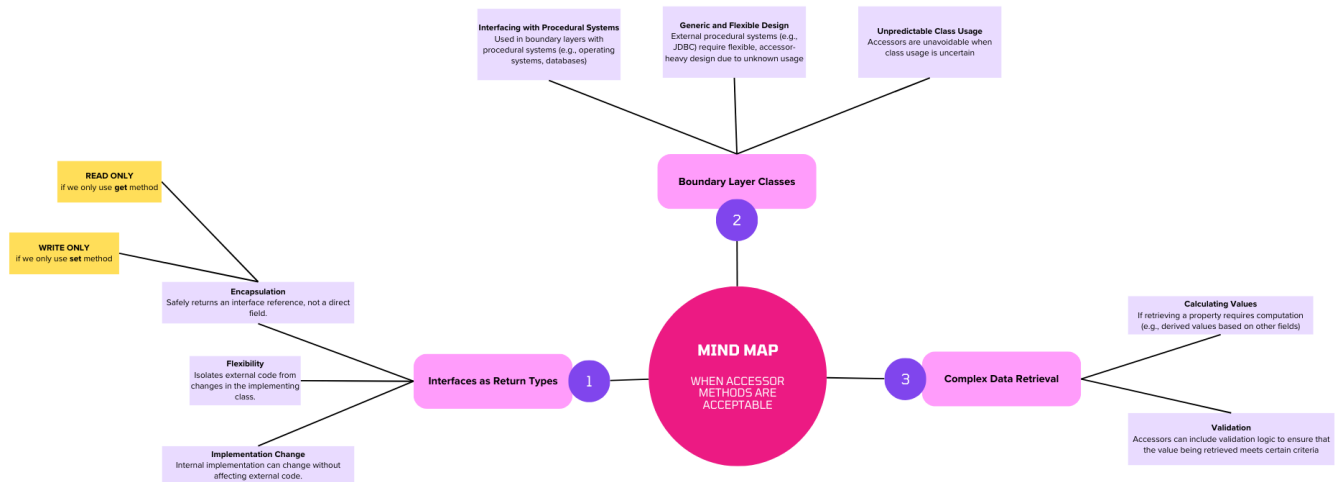 Interfacing with Procedural Systems
Used in boundary layers with
procedural systems (e.g., operating
systems, databases)
Generic and Flexible Design
External procedural systems (e.g.,
JDBC) require flexible, accessor-
heavy design due to unknown usage
Unpredictable Class Usage
Accessors are unavoidable when
class usage is uncertain
Boundary Layer Classes
2
READ ONLY
if we only use get method
WRITE ONLY
if we only use set method
Encapsulation
Safely returns an interface reference, not a direct
field.
Flexibility
Isolates external code from
changes in the implementing
class.
Implementation Change
Internal implementation can change without
affecting external code.
Interfaces as Return Types
1
MIND MAP
WHEN ACCESSOR
METHODS ARE
ACCEPTABLE
3
Complex Data Retrieval
Calculating Values
If retrieving a property requires computation
(e.g., derived values based on other fields)
Validation
Accessors can include validation logic to ensure that
the value being retrieved meets certain criteria